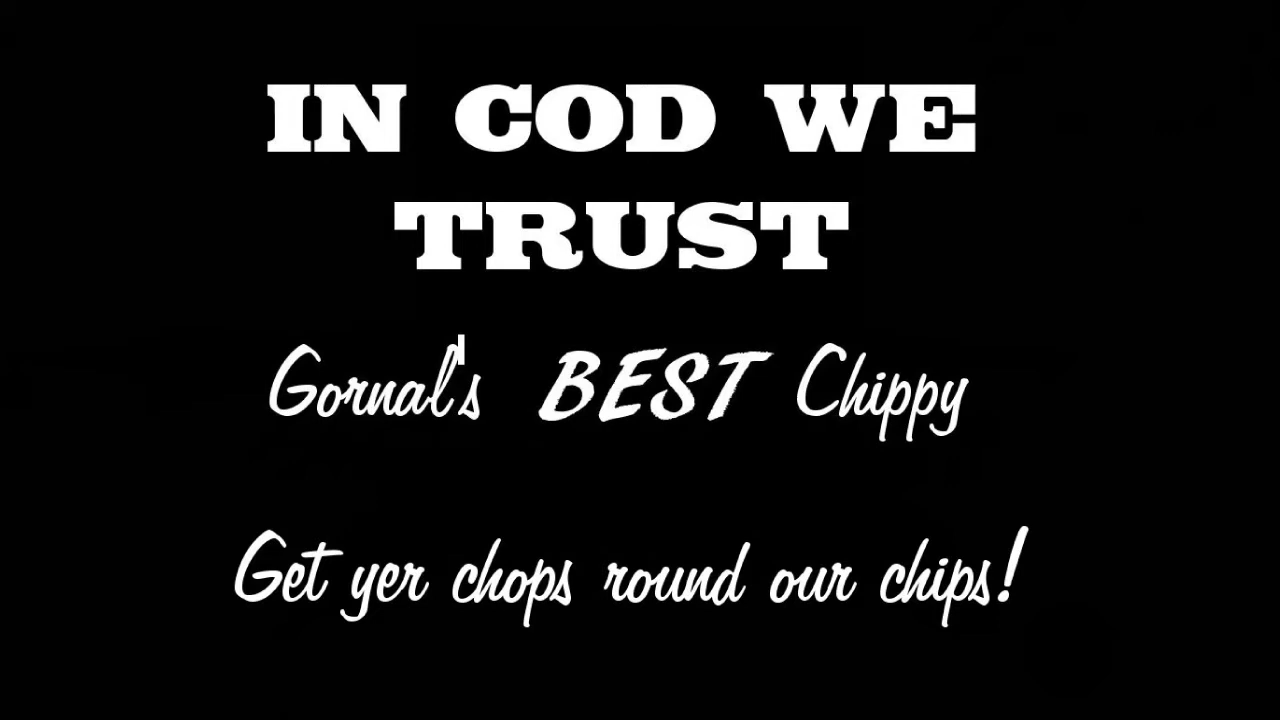 IN COD WE
TRUST
Gornal's BEST Chippy
Get yer chops round our chips!